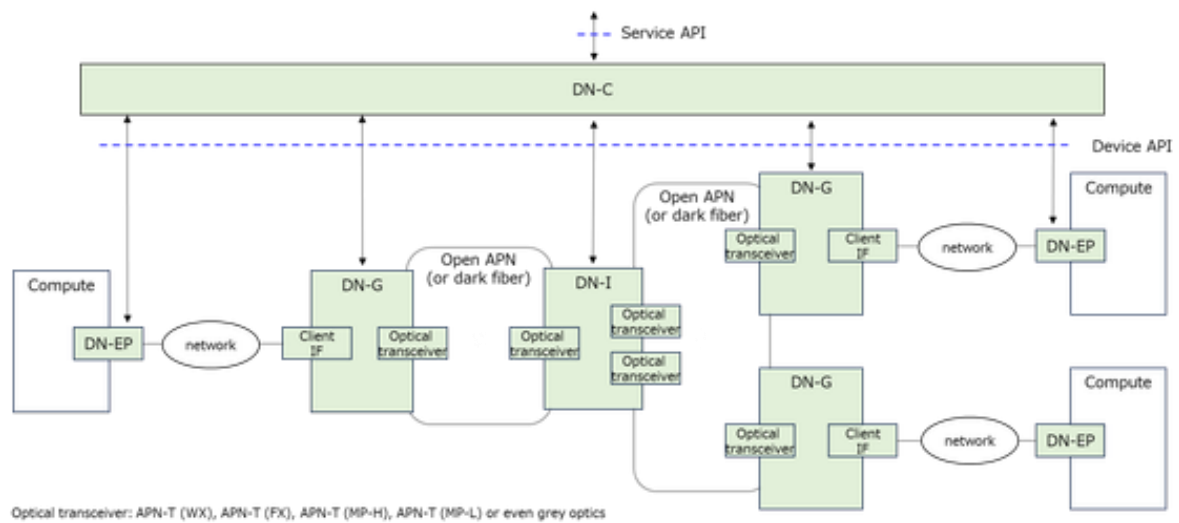 Service API
DN-C
Device API
DN-G
Compute
Open APN
(or dark fiber)
Optical
transceiver
Client
IF
network
DN-EP
Open APN
(or dark fiber)
Compute
DN-G
DN-I
Optical
transceiver
DN-EP
network
Client
IF
Optical
transceiver
Optical
transceiver
Optical
transceiver
DN-G
Compute
Optical
transceiver
Client
IF
network
DN-EP
Optical transceiver: APN-T (WX), APN-T (FX), APN-T (MP-H), APN-T (MP-L) or even grey optics